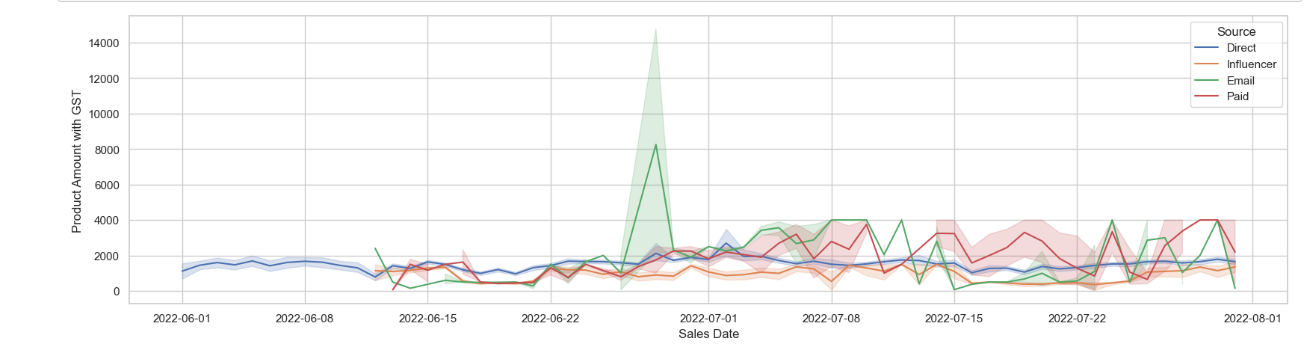 Source
Direct
Influencer
Email
Paid
Product Amount with GST
14000
12000
10000
8000
6000
4000
2000
0
2022-06-01 2022-06-08 2022-06-15 2022-06-22 2022-07-01 2022-07-08 2022-07-15 2022-07-22 2022-08-01
Sales Date